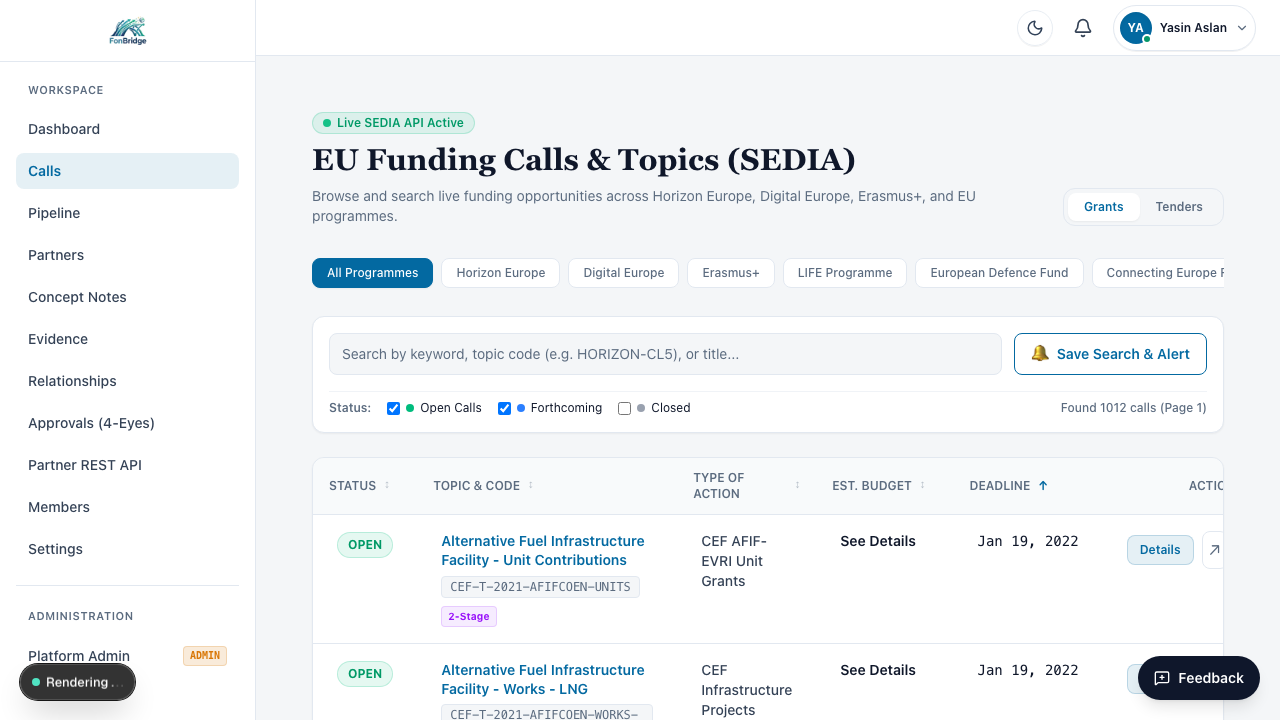 FonBridge
YA
Yasin Aslan
WORKSPACE
Dashboard
Calls
Pipeline
Partners
Concept Notes
Evidence
Relationships
Approvals (4-Eyes)
Partner REST API
Members
Settings
ADMINISTRATION
Platform Admin ADMIN
Rendering ...
Live SEDIA API Active
EU Funding Calls & Topics (SEDIA)
Browse and search live funding opportunities across Horizon Europe, Digital Europe, Erasmus+, and EU
programmes.
Grants Tenders
All Programmes Horizon Europe Digital Europe Erasmus+ LIFE Programme European Defence Fund Connecting Europe F
Search by keyword, topic code (e.g. HORIZON-CL5), or title...
Save Search & Alert
Status: Open Calls Forthcoming Closed Found 1012 calls (Page 1)
STATUS ↕ TOPIC & CODE ↕ TYPE OF ACTION ↕ EST. BUDGET ↕ DEADLINE ↑ ACTIO
OPEN
Alternative Fuel Infrastructure
Facility - Unit Contributions
CEF-T-2021-AFIFCOEN-UNITS
2-Stage
CEF AFIF-
EVRI Unit
Grants
See Details
Jan 19, 2022
Details
OPEN
Alternative Fuel Infrastructure
Facility - Works - LNG
CEF-T-2021-AFIFCOEN-WORKS-
CEF
Infrastructure
Projects
See Details
Jan 19, 2022
Feedback